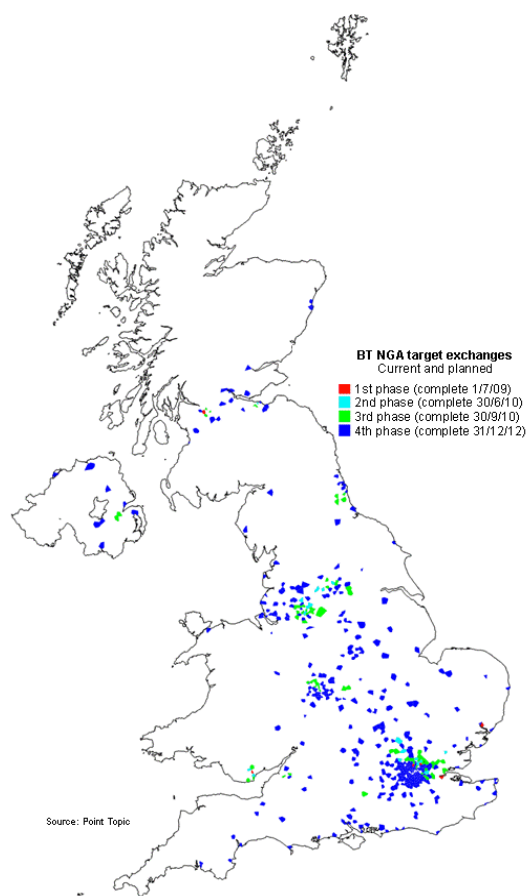 BT NGA target exchanges
Current and planned
1st phase (complete 1/7/09)
2nd phase (complete 30/6/10)
3rd phase (complete 30/9/10)
4th phase (complete 31/12/12)
Source: Point Topic